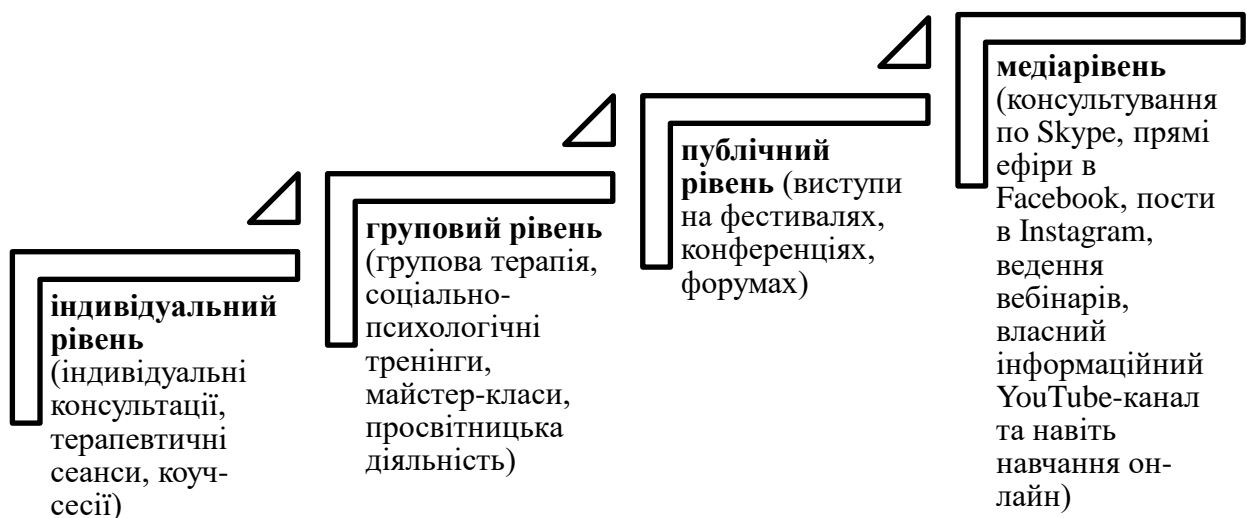 індивідуальний
рівень
(індивідуальні
консультації,
терапевтичні
сеанси, коуч-
сесії)
груповий рівень
(групова терапія,
соціально-
психологічні
тренінги,
майстер-класи,
просвітницька
діяльність)
публічний
рівень (виступи
на фестивалях,
конференціях,
форумах)
медіарівень
(консультування
по Skype, прямі
ефіри в
Facebook, пости
в Instagram,
ведення
вебінарів,
власний
інформаційний
YouTube-канал
та навіть
навчання он-
лайн)